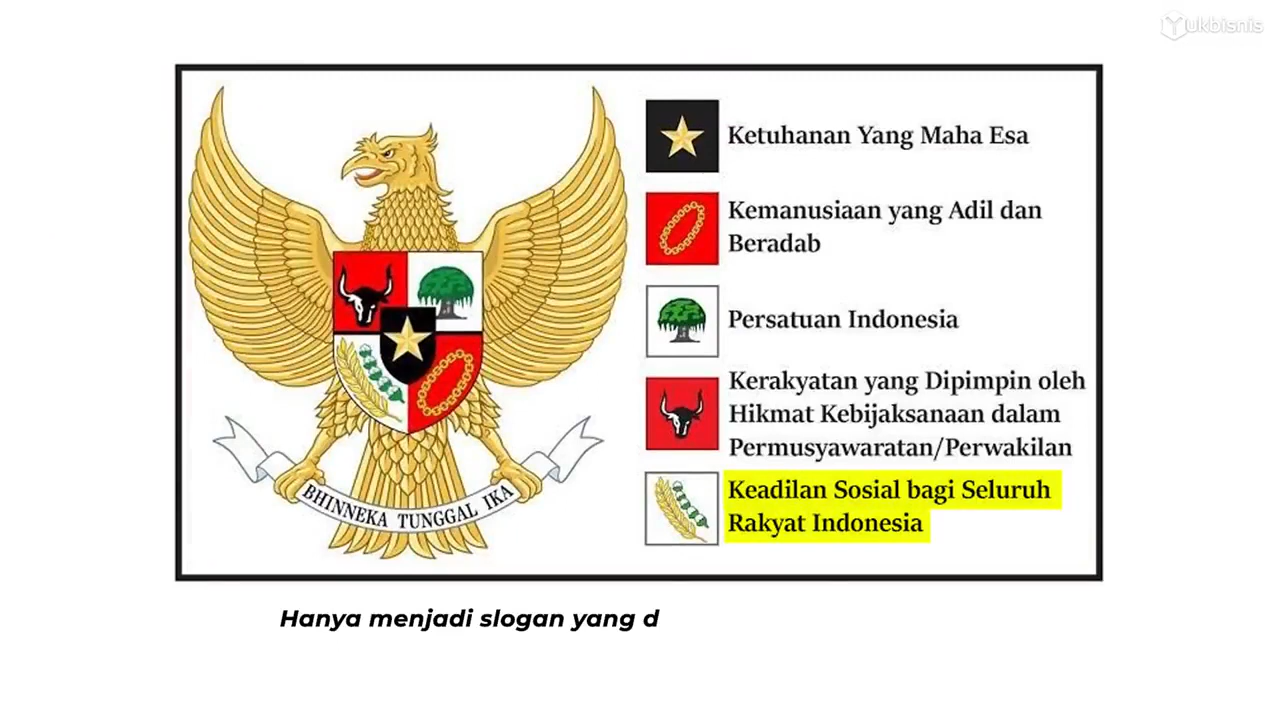 Yukbisnis
Ketuhanan Yang Maha Esa
Kemanusiaan yang Adil dan
Beradab
Persatuan Indonesia
Kerakyatan yang Dipimpin oleh
Hikmat Kebijaksanaan dalam
Permusyawaratan/Perwakilan
Keadilan Sosial bagi Seluruh
Rakyat Indonesia
BHINNEKA TUNGGAL IKA
Hanya menjadi slogan yang d